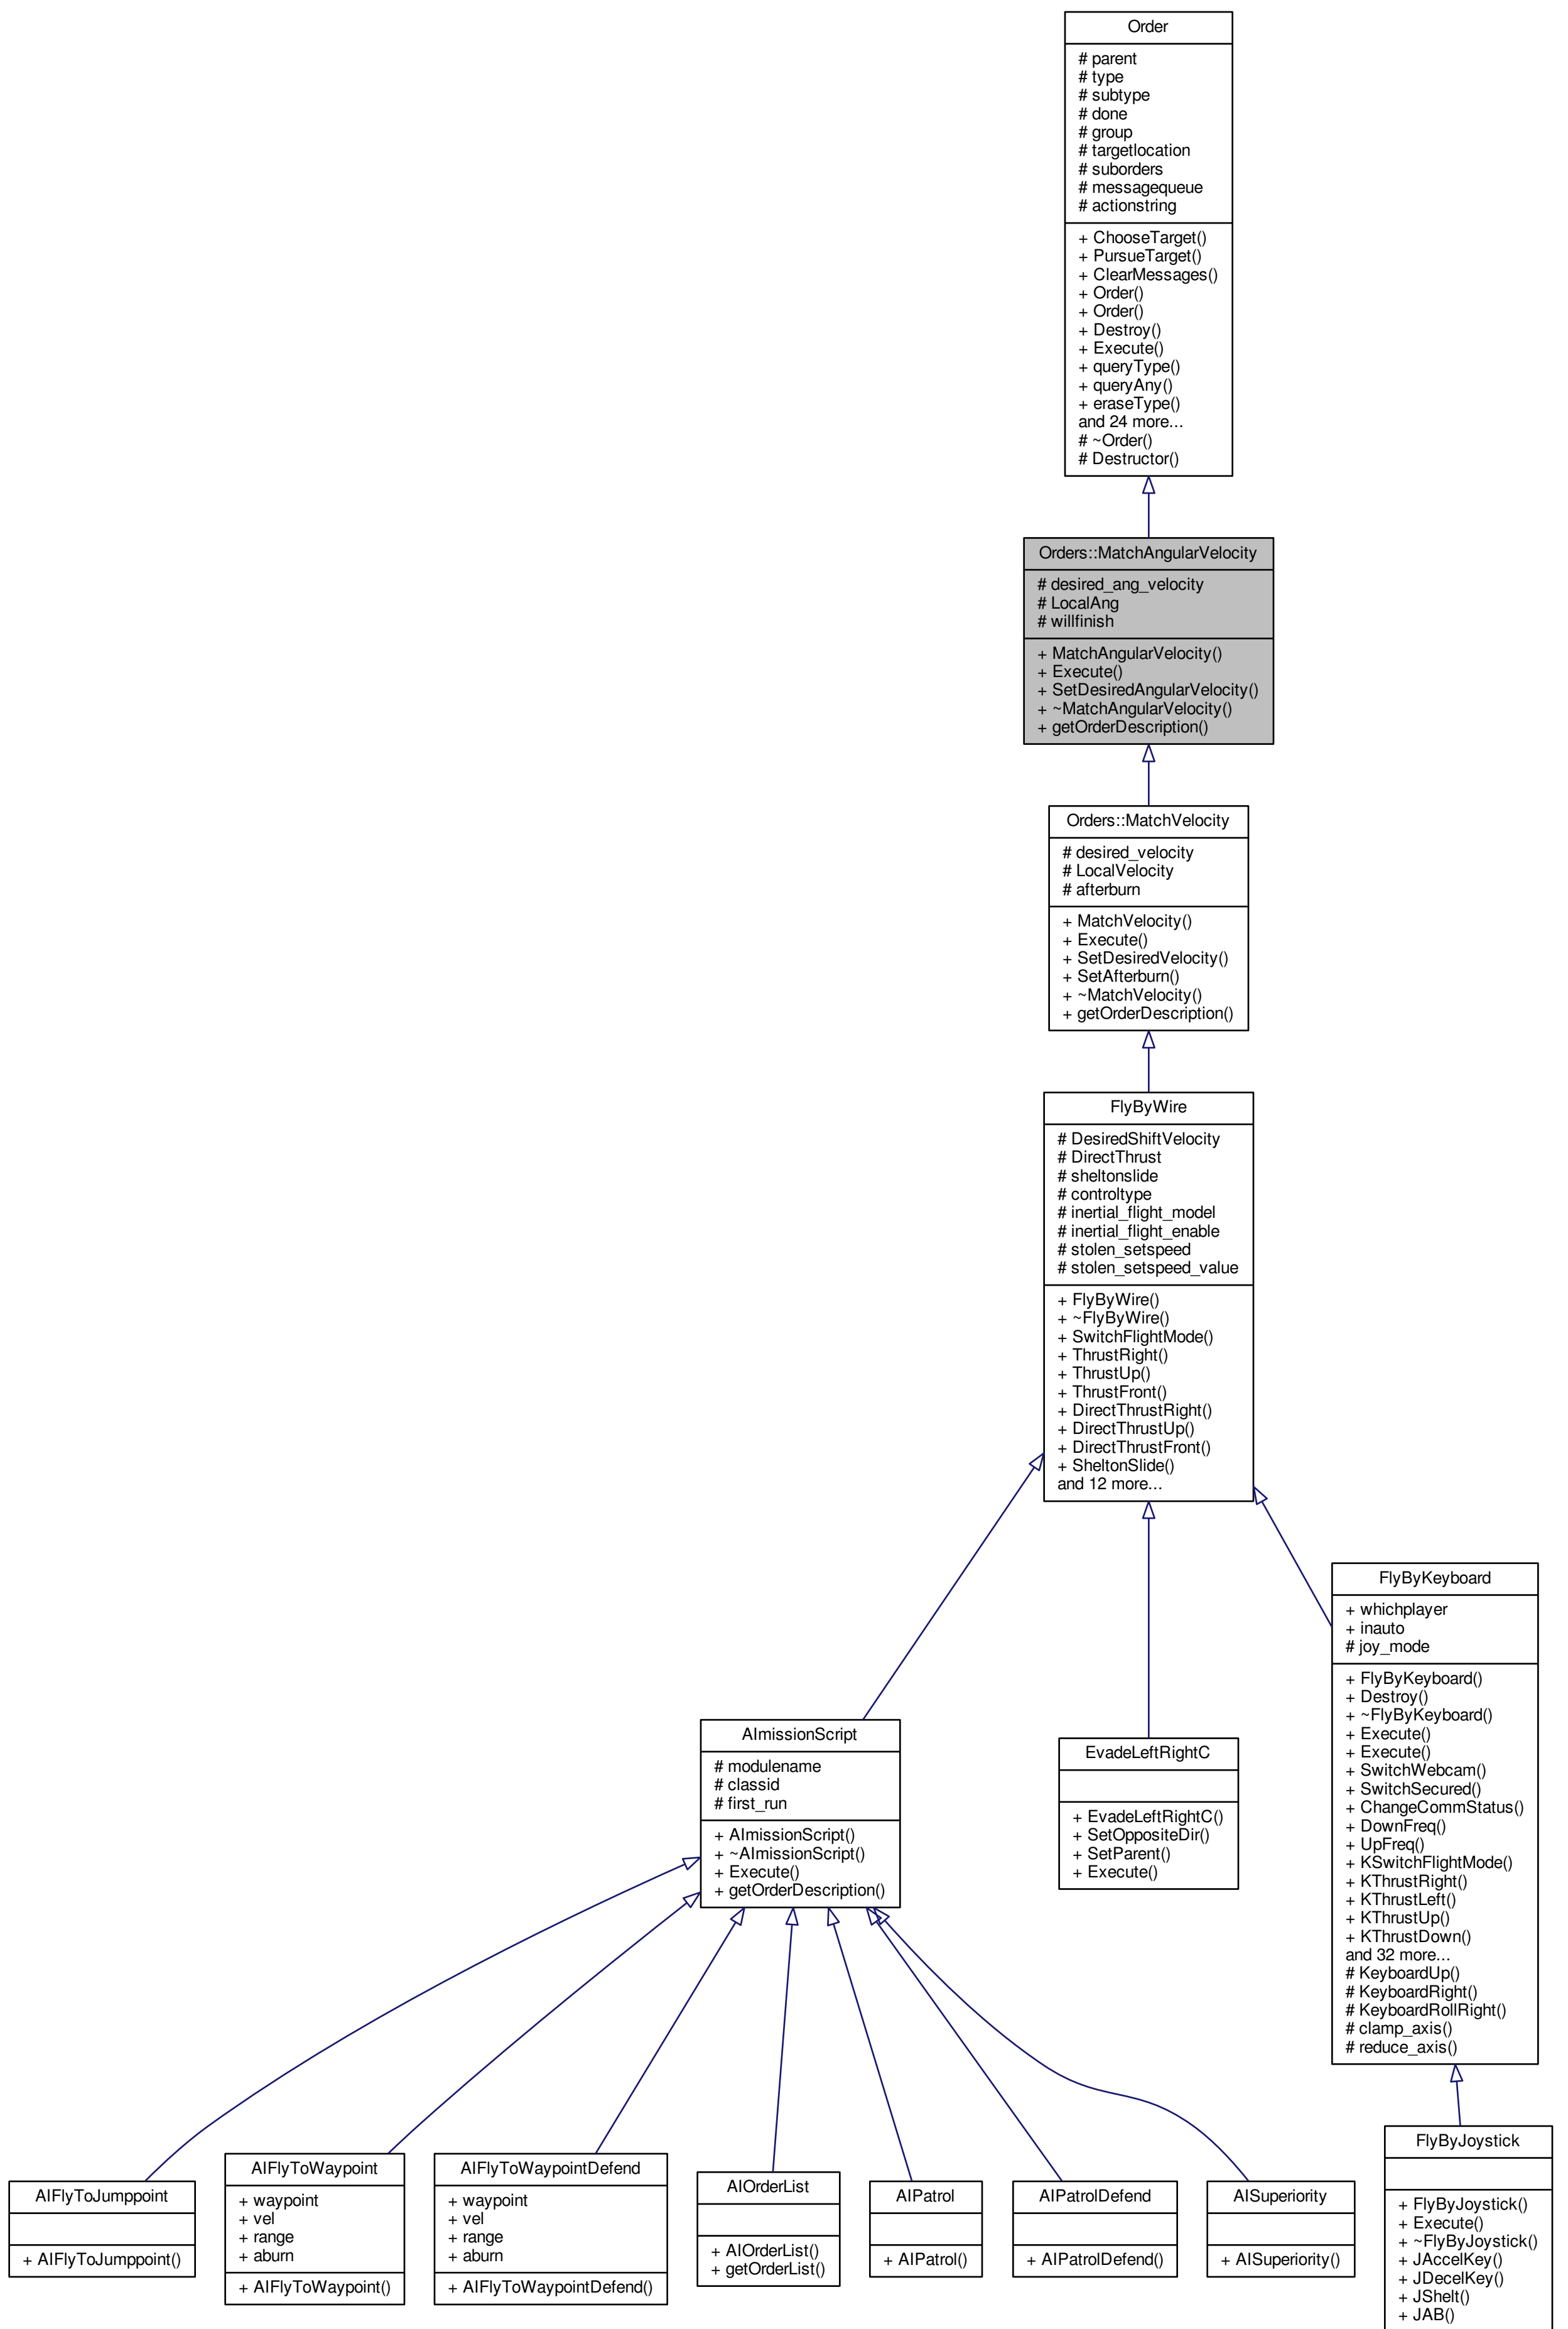 Order
# parent
# type
# subtype
# done
# group
# targetlocation
# suborders
# messagequeue
# actionstring
+ ChooseTarget()
+ PursueTarget()
+ ClearMessages()
+ Order()
+ Order()
+ Destroy()
+ Execute()
+ queryType()
+ queryAny()
+ eraseType()
and 24 more...
# ~Order()
# Destructor()
Orders::MatchAngularVelocity
# desired_ang_velocity
# LocalAng
# willfinish
+ MatchAngularVelocity()
+ Execute()
+ SetDesiredAngularVelocity()
+ ~MatchAngularVelocity()
+ getOrderDescription()
Orders::MatchVelocity
# desired_velocity
# LocalVelocity
# afterburn
+ MatchVelocity()
+ Execute()
+ SetDesiredVelocity()
+ SetAfterburn()
+ ~MatchVelocity()
+ getOrderDescription()
FlyByWire
# DesiredShiftVelocity
# DirectThrust
# sheltonslide
# controltype
# inertial_flight_model
# inertial_flight_enable
# stolen_setspeed
# stolen_setspeed_value
+ FlyByWire()
+ ~FlyByWire()
+ SwitchFlightMode()
+ ThrustRight()
+ ThrustUp()
+ ThrustFront()
+ DirectThrustRight()
+ DirectThrustUp()
+ DirectThrustFront()
+ SheltonSlide()
and 12 more...
AImissionScript
# modulename
# classid
# first_run
+ AImissionScript()
+ ~AImissionScript()
+ Execute()
+ getOrderDescription()
EvadeLeftRightC
+ EvadeLeftRightC()
+ SetOppositeDir()
+ SetParent()
+ Execute()
FlyByKeyboard
+ whichplayer
+ inauto
# joy_mode
+ FlyByKeyboard()
+ Destroy()
+ ~FlyByKeyboard()
+ Execute()
+ Execute()
+ SwitchWebcam()
+ SwitchSecured()
+ ChangeCommStatus()
+ DownFreq()
+ UpFreq()
+ KSwitchFlightMode()
+ KThrustRight()
+ KThrustLeft()
+ KThrustUp()
+ KThrustDown()
and 32 more...
# KeyboardUp()
# KeyboardRight()
# KeyboardRollRight()
# clamp_axis()
# reduce_axis()
AIFlyToJumppoint
+ AIFlyToJumppoint()
AIFlyToWaypoint
+ waypoint
+ vel
+ range
+ aburn
+ AIFlyToWaypoint()
AIFlyToWaypointDefend
+ waypoint
+ vel
+ range
+ aburn
+ AIFlyToWaypointDefend()
AIOrderList
+ AIOrderList()
+ getOrderList()
AIPatrol
+ AIPatrol()
AIPatrolDefend
+ AIPatrolDefend()
AISuperiority
+ AISuperiority()
FlyByJoystick
+ FlyByJoystick()
+ Execute()
+ ~FlyByJoystick()
+ JAccelKey()
+ JDecelKey()
+ JShelt()
+ JAB()